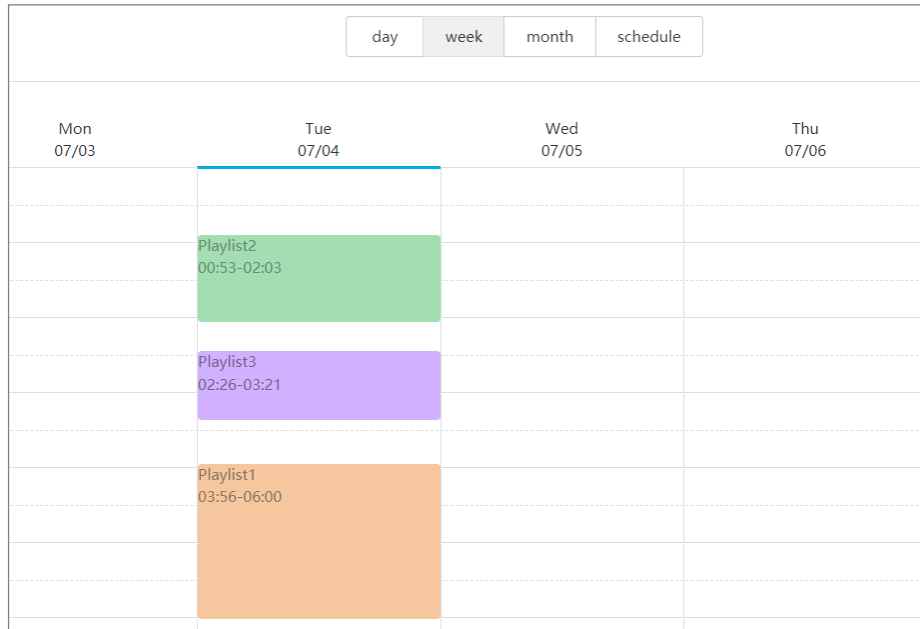 day week month schedule
Mon Tue Wed Thu
07/03 07/04 07/05 07/06
Playlist2
00:53-02:03
Playlist3
02:26-03:21
Playlist1
03:56-06:00